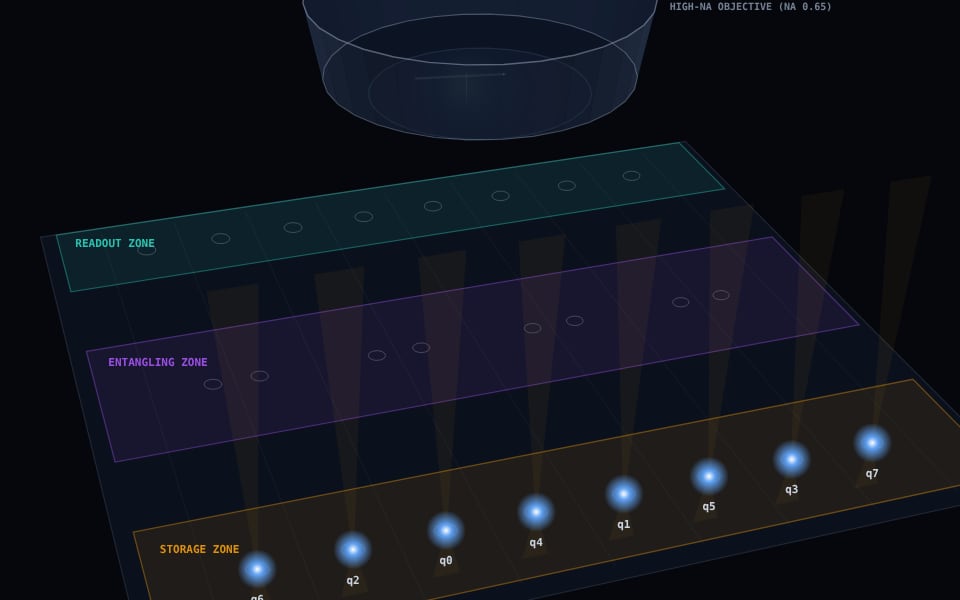 HIGH-NA OBJECTIVE (NA 0.65)
READOUT ZONE
ENTANGLING ZONE
STORAGE ZONE
q7
q3
q5
q1
q4
q0
q2
q6